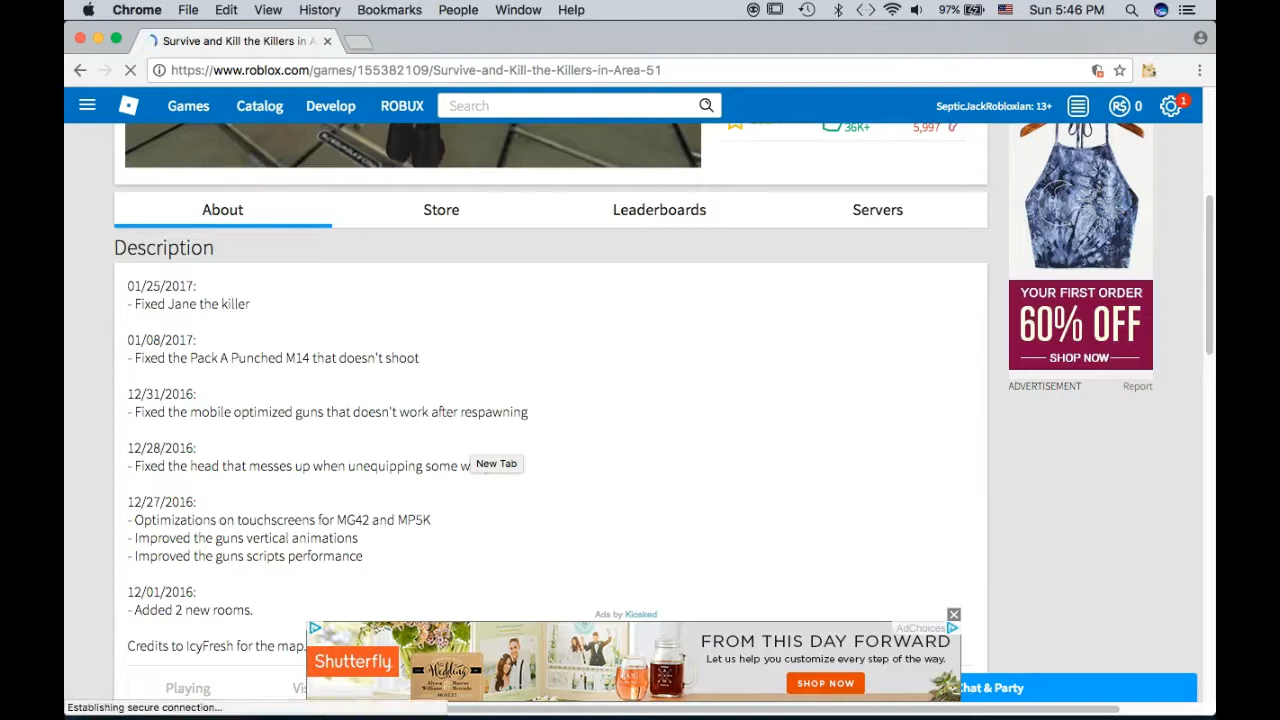 Chrome File Edit View History Bookmarks People Window Help 97% Sun 5:46 PM
Survive and Kill the Killers in A
https://www.roblox.com/games/155382109/Survive-and-Kill-the-Killers-in-Area-51
Games Catalog Develop ROBUX Search SepticJackRobloxian: 13+ R$ 0 1
36K+ 5,997
About Store Leaderboards Servers
Description
01/25/2017:
- Fixed Jane the killer
01/08/2017:
- Fixed the Pack A Punched M14 that doesn't shoot
12/31/2016:
- Fixed the mobile optimized guns that doesn't work after respawning
12/28/2016:
- Fixed the head that messes up when unequipping some w
New Tab
12/27/2016:
- Optimizations on touchscreens for MG42 and MP5K
- Improved the guns vertical animations
- Improved the guns scripts performance
12/01/2016:
- Added 2 new rooms.
Credits to IcyFresh for the map.
YOUR FIRST ORDER
60% OFF
SHOP NOW
ADVERTISEMENT Report
Ads by Kiosked
AdChoices
Shutterfly
FROM THIS DAY FORWARD
Let us help you customize every step of the way.
SHOP NOW
Playing Vi
Chat & Party
Establishing secure connection...